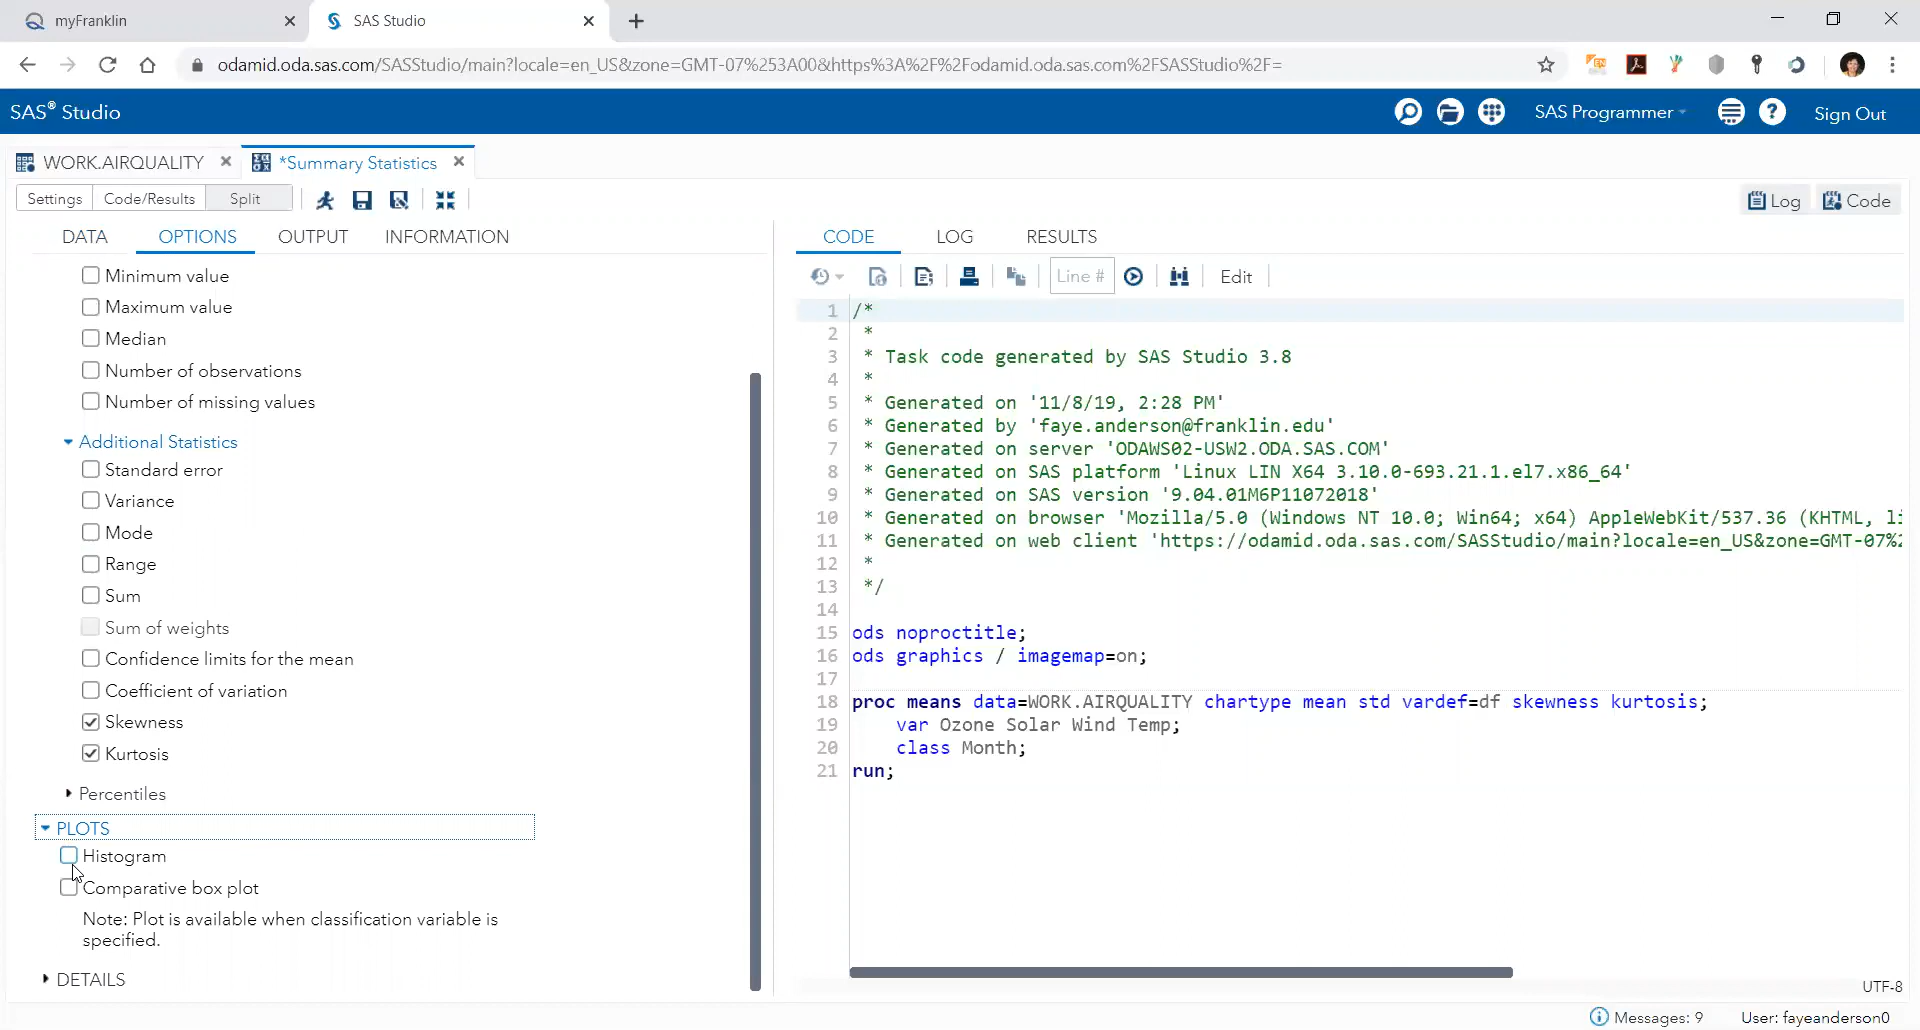 myFranklin
SAS Studio
odamid.oda.sas.com/SASStudio/main?locale=en_US&zone=GMT-07%253A00&https%3A%2F%2Fodamid.oda.sas.com%2FSASStudio%2F=
SAS® Studio
SAS Programmer
Sign Out
WORK.AIRQUALITY
*Summary Statistics
Settings
Code/Results
Split
Log
Code
DATA
OPTIONS
OUTPUT
INFORMATION
Minimum value
Maximum value
Median
Number of observations
Number of missing values
Additional Statistics
Standard error
Variance
Mode
Range
Sum
Sum of weights
Confidence limits for the mean
Coefficient of variation
Skewness
Kurtosis
Percentiles
PLOTS
Histogram
Comparative box plot
Note: Plot is available when classification variable is
specified.
DETAILS
CODE
LOG
RESULTS
Line #
Edit
1 /*
2 *
3 * Task code generated by SAS Studio 3.8
4 *
5 * Generated on '11/8/19, 2:28 PM'
6 * Generated by 'faye.anderson@franklin.edu'
7 * Generated on server 'ODAWS02-USW2.ODA.SAS.COM'
8 * Generated on SAS platform 'Linux LIN X64 3.10.0-693.21.1.el7.x86_64'
9 * Generated on SAS version '9.04.01M6P11072018'
10 * Generated on browser 'Mozilla/5.0 (Windows NT 10.0; Win64; x64) AppleWebKit/537.36 (KHTML, li
11 * Generated on web client 'https://odamid.oda.sas.com/SASStudio/main?locale=en_US&zone=GMT-07%2
12 *
13 */
14
15 ods noproctitle;
16 ods graphics / imagemap=on;
17
18 proc means data=WORK.AIRQUALITY chartype mean std vardef=df skewness kurtosis;
19 var Ozone Solar Wind Temp;
20 class Month;
21 run;
UTF-8
Messages: 9
User: fayeanderson0